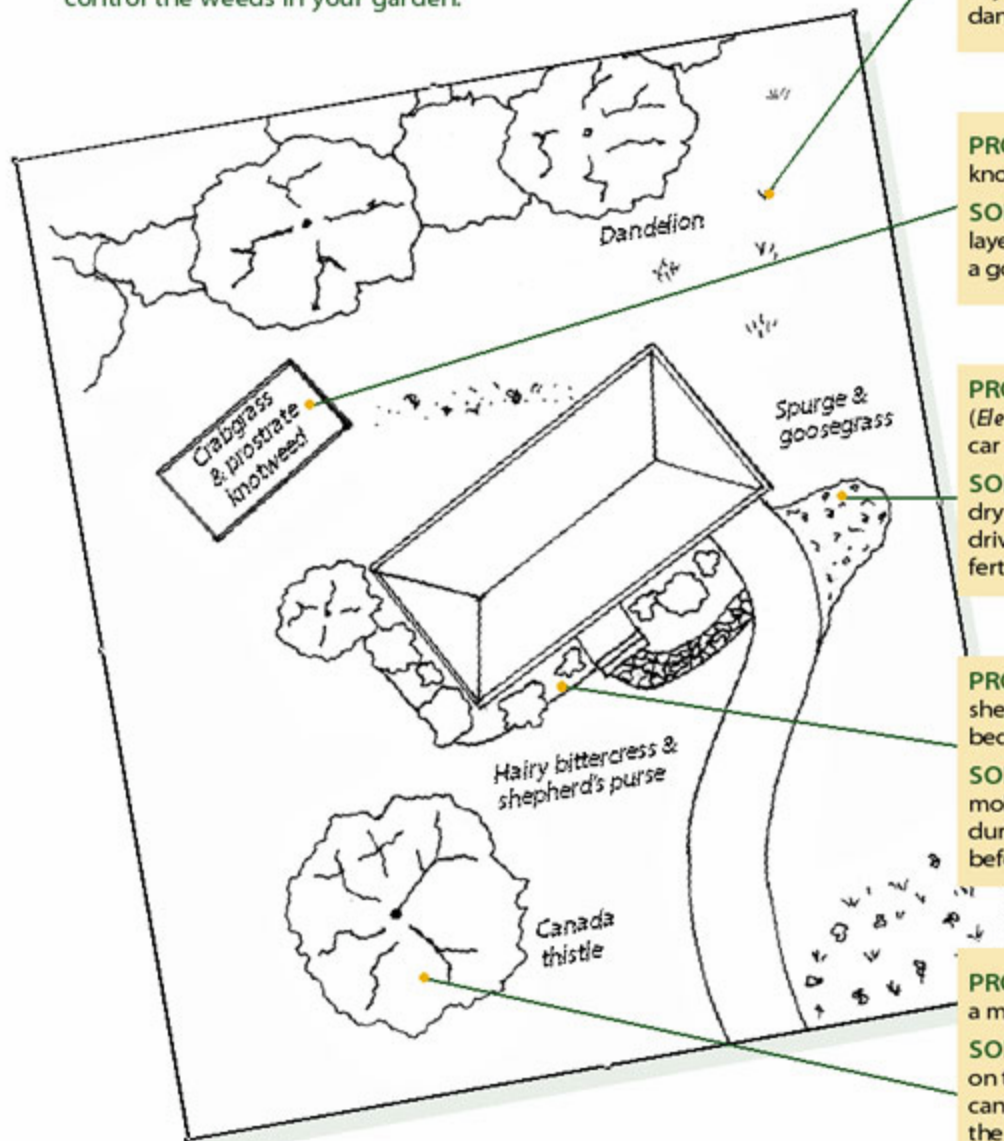 control the weeds in your garden.
Dandelion
Crabgrass
& prostrate
knotweed
Spurge &
goosegrass
Hairy bittercress &
shepherd's purse
Canada
thistle
dan
PRO
kno
SO
laye
a go
PRO
(Ele
car
SO
dry
driv
fert
PRO
she
bec
SO
mo
dur
befo
PRO
a m
SO
on t
can
the